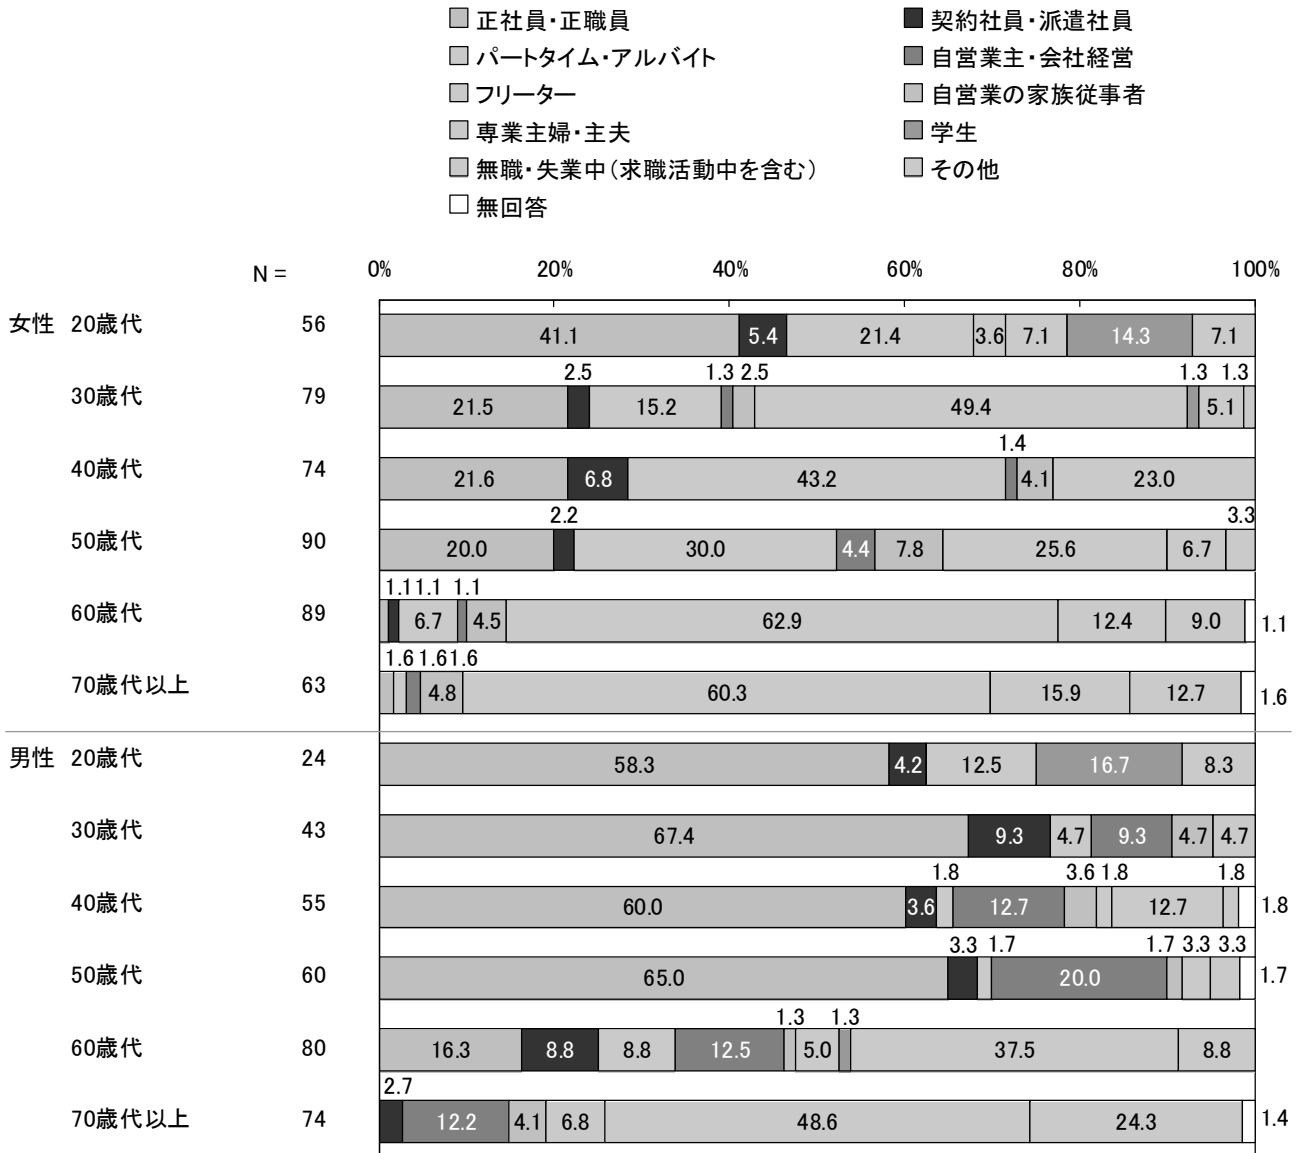 正社員・正職員 契約社員・派遣社員
パートタイム・アルバイト 自営業主・会社経営
フリーター 自営業の家族従事者
専業主婦・主夫 学生
無職・失業中（求職活動中を含む） その他
無回答
N = 0% 20% 40% 60% 80% 100%
女性 20歳代 56 41.1 5.4 21.4 3.6 7.1 14.3 7.1
2.5 1.3 2.5 1.3 1.3
30歳代 79 21.5 15.2 49.4 5.1
1.4
40歳代 74 21.6 6.8 43.2 4.1 23.0
2.2 3.3
50歳代 90 20.0 30.0 4.4 7.8 25.6 6.7
1.1 1.1 1.1
60歳代 89 6.7 4.5 62.9 12.4 9.0 1.1
1.6 1.6 1.6
70歳代以上 63 4.8 60.3 15.9 12.7 1.6
男性 20歳代 24 58.3 4.2 12.5 16.7 8.3
30歳代 43 67.4 9.3 4.7 9.3 4.7 4.7
1.8 3.6 1.8 1.8
40歳代 55 60.0 3.6 12.7 12.7 1.8
3.3 1.7 1.7 3.3 3.3
50歳代 60 65.0 20.0 1.7
1.3 1.3
60歳代 80 16.3 8.8 8.8 12.5 5.0 37.5 8.8
2.7
70歳代以上 74 12.2 4.1 6.8 48.6 24.3 1.4